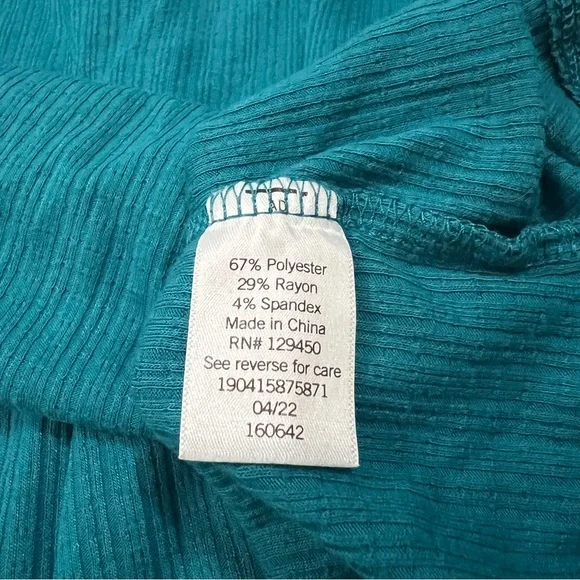 67% Polyester
29% Rayon
4% Spandex
Made in China
RN# 129450
See reverse for care
190415875871
04/22
160642